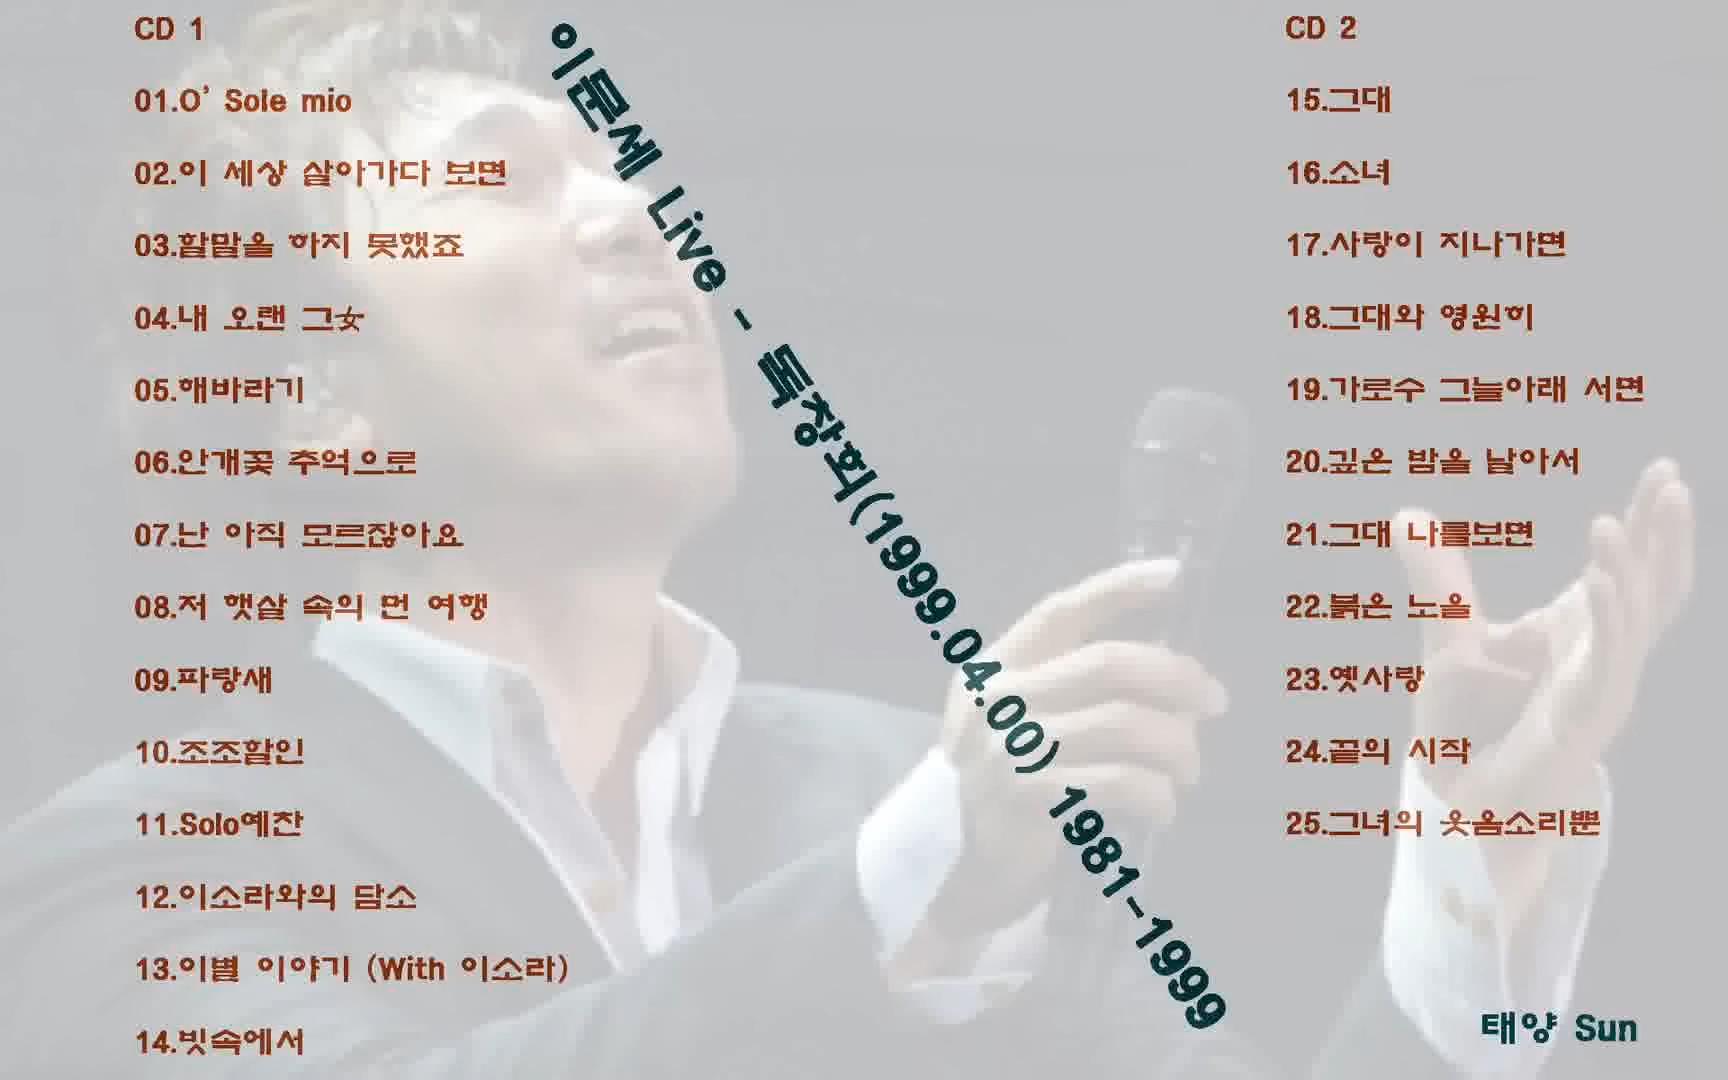 CD 1
01.O' Sole mio
02.이 세상 살아가다 보면
03.할말을 하지 못했죠
04.내 오랜 그女
05.해바라기
06.안개꽃 추억으로
07.난 아직 모르잖아요
08.저 햇살 속의 먼 여행
09.파랑새
10.조조할인
11.Solo예찬
12.이소라와의 담소
13.이별 이야기 (With 이소라)
14.빗속에서
이문세 Live - 독창회(1999.04.00) 1981-1999
CD 2
15.그대
16.소녀
17.사랑이 지나가면
18.그대와 영원히
19.가로수 그늘아래 서면
20.깊은 밤을 날아서
21.그대 나를보면
22.붉은 노을
23.옛사랑
24.끝의 시작
25.그녀의 웃음소리뿐
태양 Sun